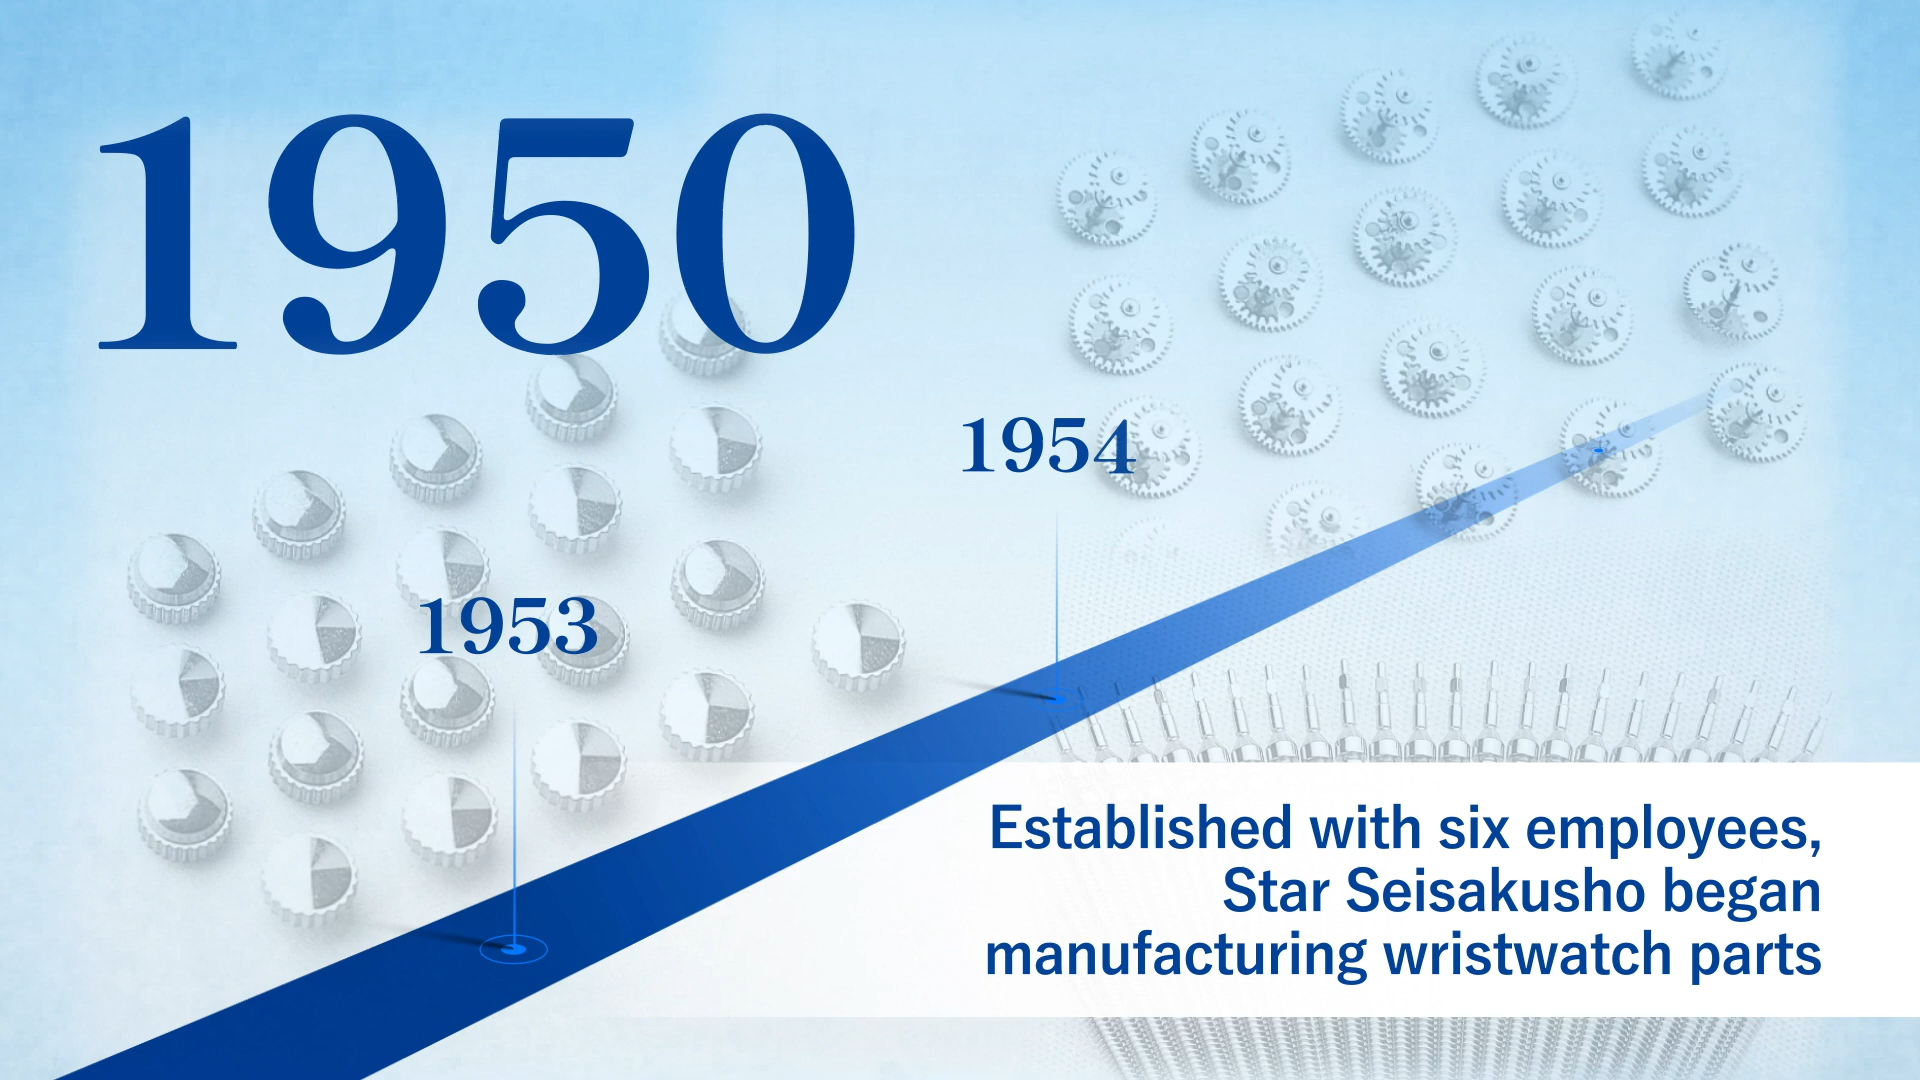 1950
1954
1953
Established with six employees,
Star Seisakusho began
manufacturing wristwatch parts